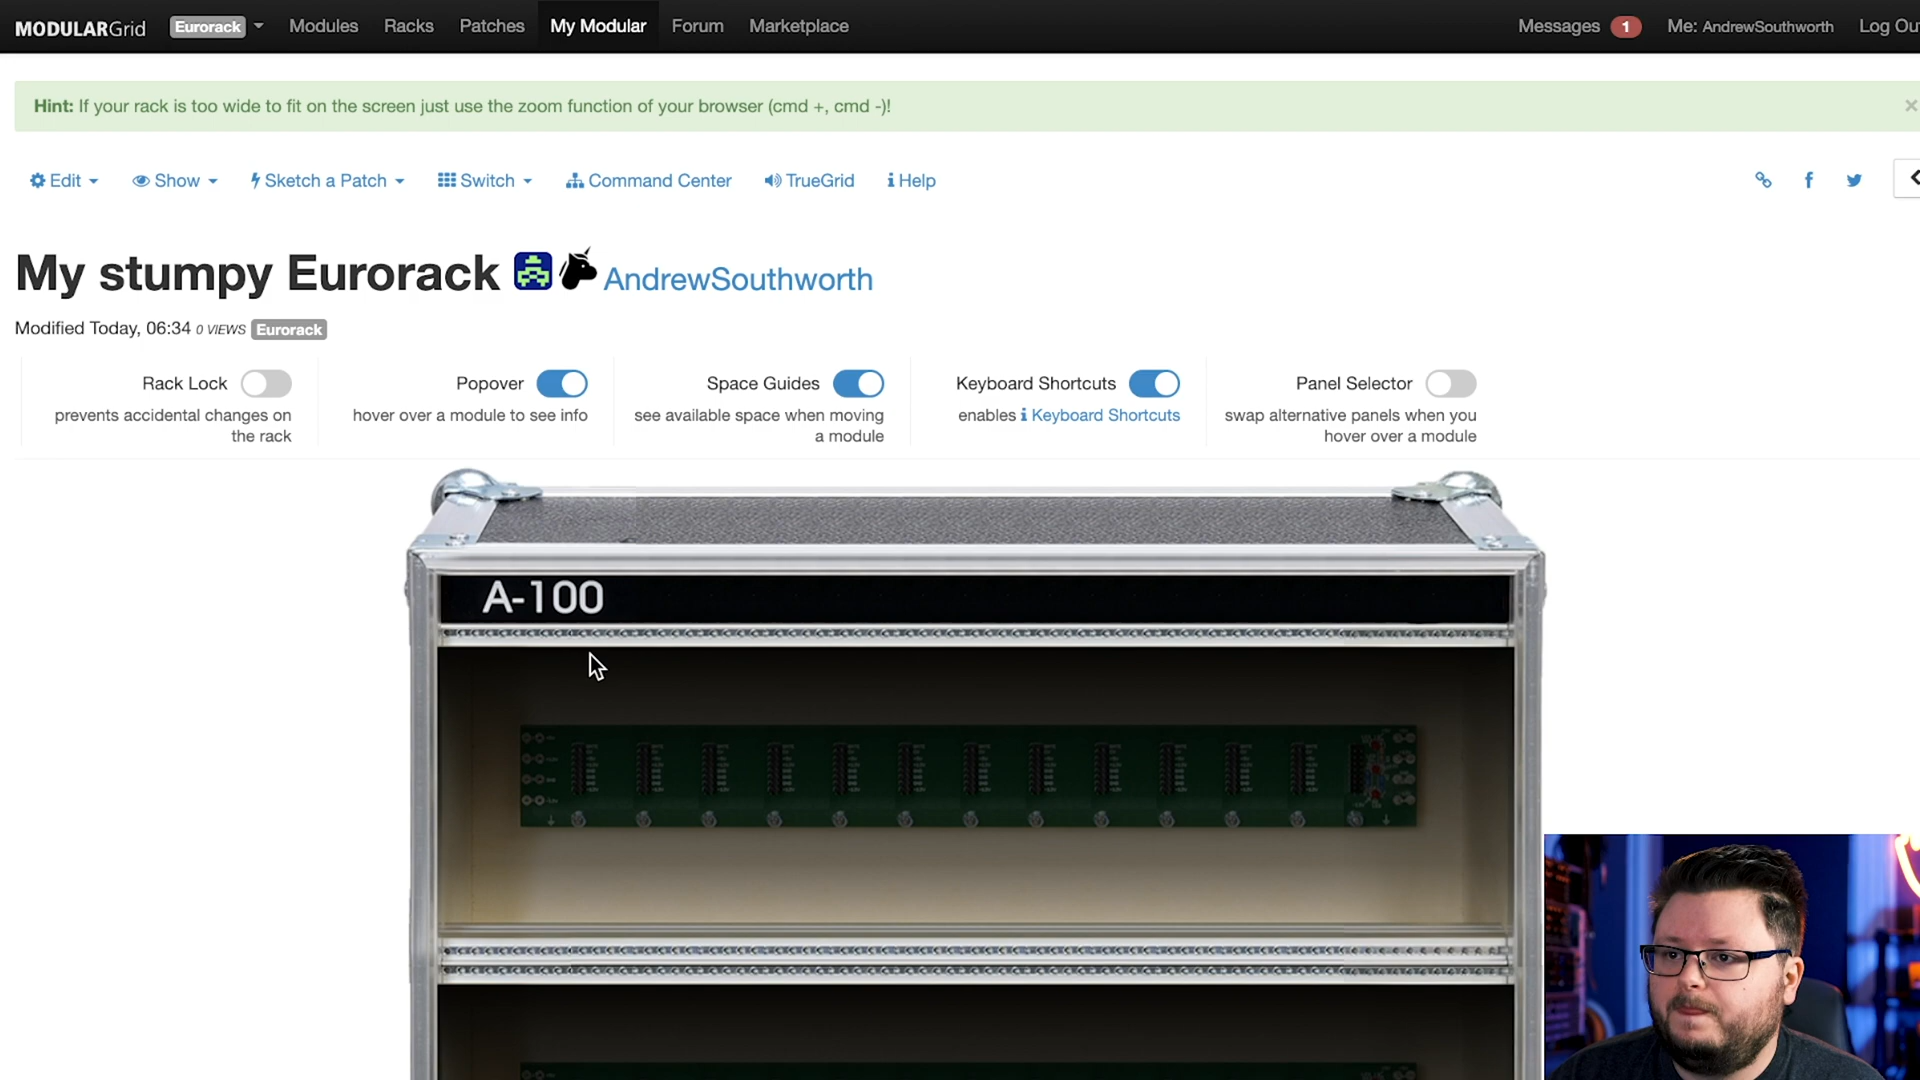 MODULARGrid Eurorack Modules Racks Patches My Modular Forum Marketplace Messages 1 Me: AndrewSouthworth Log Ou
Hint: If your rack is too wide to fit on the screen just use the zoom function of your browser (cmd +, cmd -)! ×
Edit Show Sketch a Patch Switch Command Center TrueGrid Help
My stumpy Eurorack AndrewSouthworth
Modified Today, 06:34 0 VIEWS Eurorack
Rack Lock
prevents accidental changes on
the rack
Popover
hover over a module to see info
Space Guides
see available space when moving
a module
Keyboard Shortcuts
enables Keyboard Shortcuts
Panel Selector
swap alternative panels when you
hover over a module
A-100